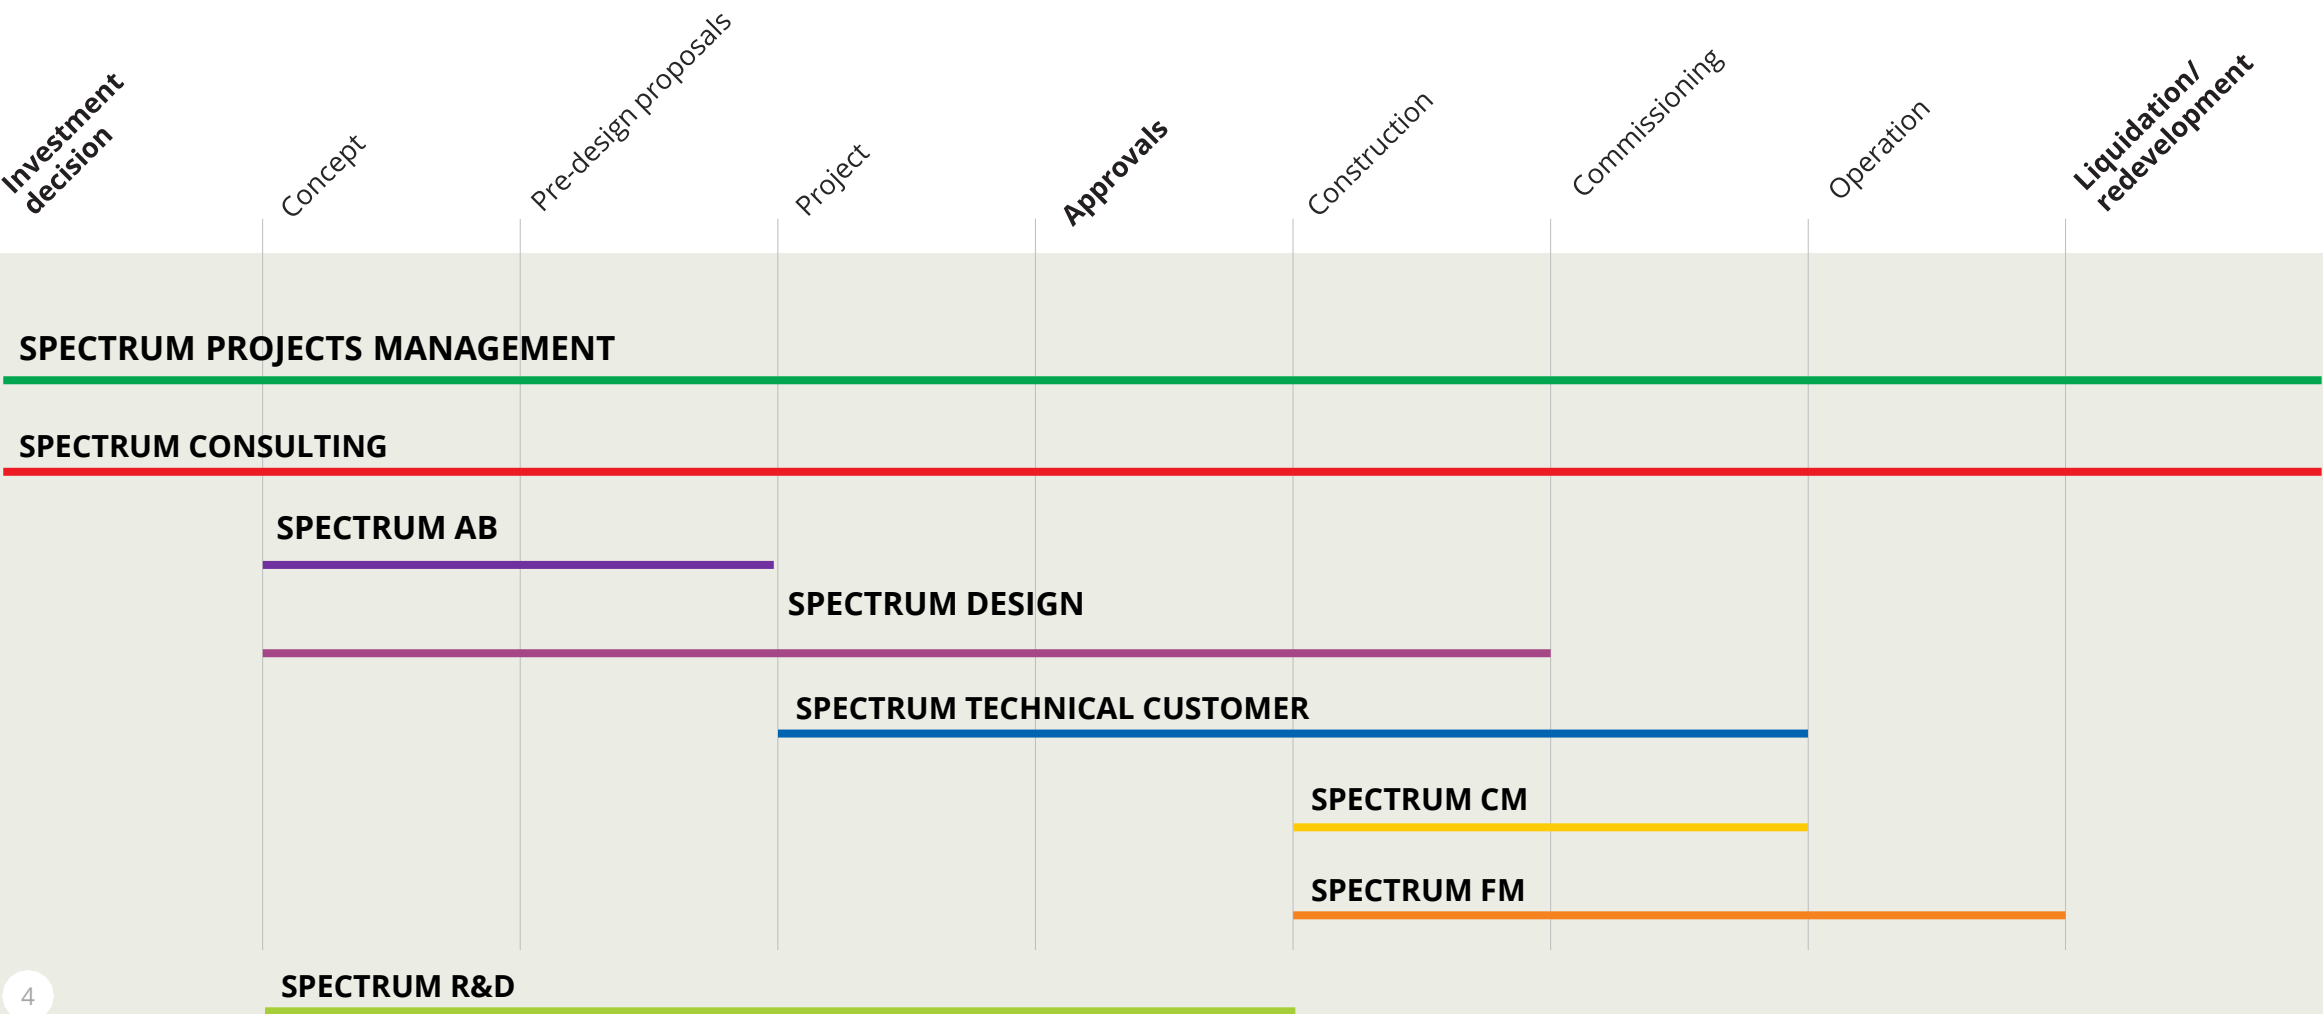 Investment
decision
Concept
Pre-design proposals
Project
Approvals
Construction
Commissioning
Operation
Liquidation/
redevelopment
SPECTRUM PROJECTS MANAGEMENT
SPECTRUM CONSULTING
SPECTRUM AB
SPECTRUM DESIGN
SPECTRUM TECHNICAL CUSTOMER
SPECTRUM CM
SPECTRUM FM
SPECTRUM R&D
4